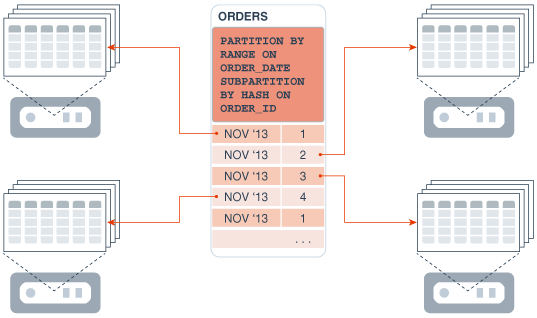 ORDERS
PARTITION BY
RANGE ON
ORDER_DATE
SUBPARTITION
BY HASH ON
ORDER_ID
NOV ‘13 1
NOV ‘13 2
NOV ‘13 3
NOV ‘13 4
NOV ‘13 1
...